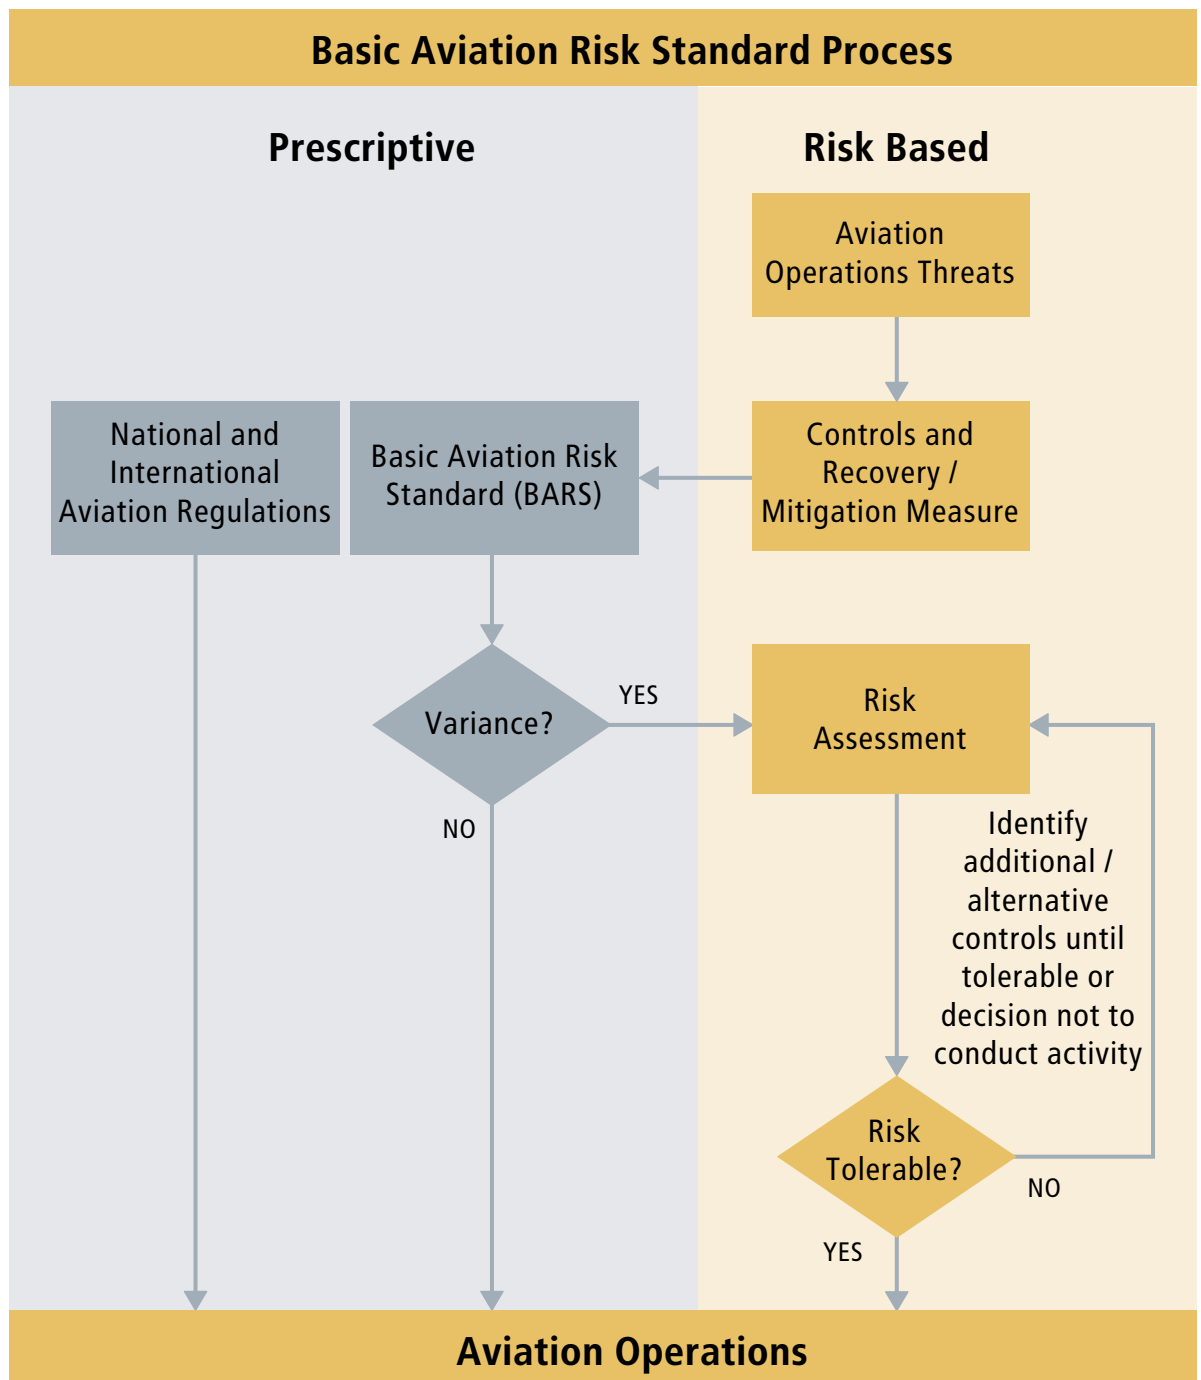 Basic Aviation Risk Standard Process
Prescriptive
Risk Based
Aviation
Operations Threats
National and
International
Aviation Regulations
Basic Aviation Risk
Standard (BARS)
Controls and
Recovery /
Mitigation Measure
Variance?
YES
NO
Risk
Assessment
Identify
additional /
alternative
controls until
tolerable or
decision not to
conduct activity
Risk
Tolerable?
NO
YES
Aviation Operations